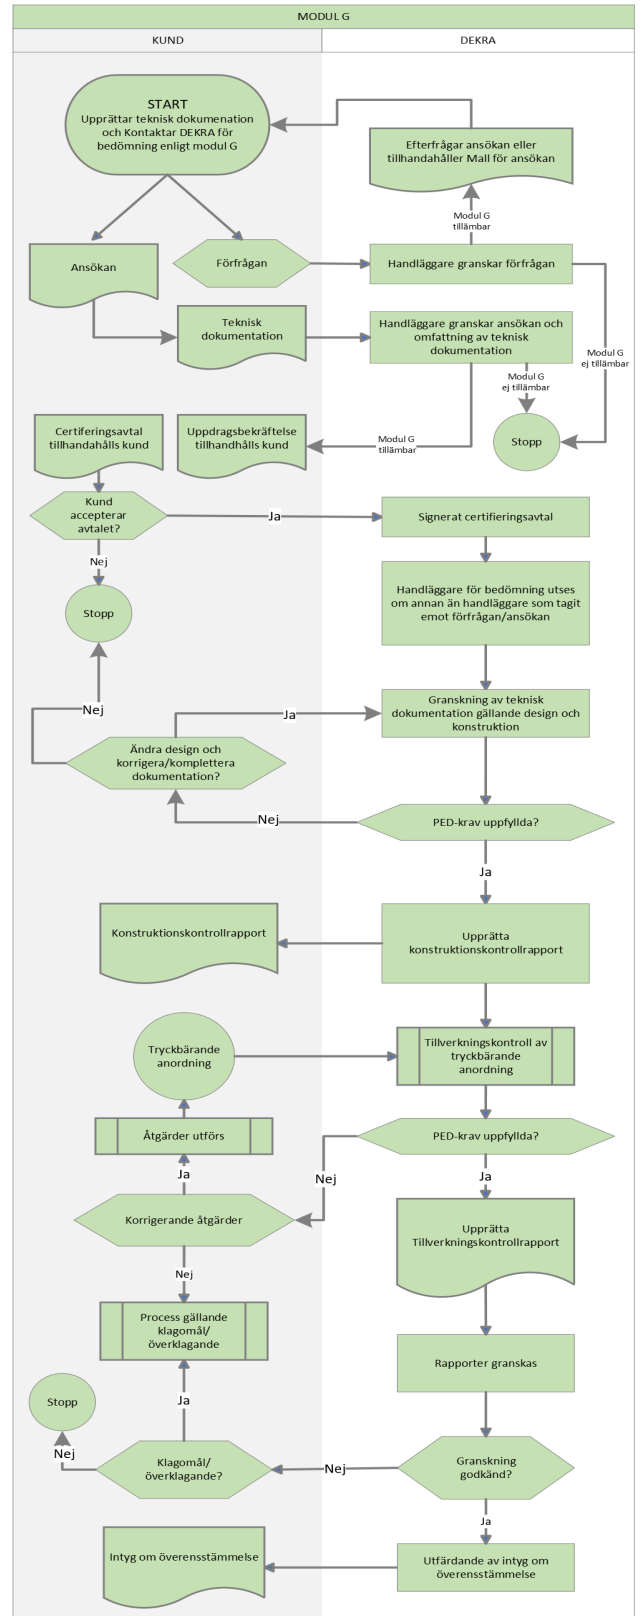 MODUL G
KUND
DEKRA
START
Upprättar teknisk dokumenation
och Kontaktar DEKRA för
bedömning enligt modul G
Efterfrågar ansökan eller
tillhandahåller Mall för ansökan
Modul G
tillämbar
Ansökan
Förfrågan
Handläggare granskar förfrågan
Teknisk
dokumentation
Handläggare granskar ansökan och
omfattning av teknisk
dokumentation
Modul G
ej tillämbar
Modul G
ej tillämbar
Certiferingsavtal
tillhandahålls kund
Uppdragsbekräftelse
tillhandhålls kund
Modul G
tillämbar
Stopp
Kund
accepterar
avtalet?
Ja
Signerat certifieringsavtal
Nej
Stopp
Handläggare för bedömning utses
om annan än handläggare som tagit
emot förfrågan/ansökan
Nej
Ja
Granskning av teknisk
dokumentation gällande design och
konstruktion
Ändra design och
korrigera/komplettera
dokumentation?
Nej
PED-krav uppfyllda?
Ja
Konstruktionskontrollrapport
Upprätta
konstruktionskontrollrapport
Tryckbärande
anordning
Tillverkningskontroll av
tryckbärande
anordning
Åtgärder utförs
PED-krav uppfyllda?
Ja
Nej
Ja
Korrigerande åtgärder
Upprätta
Tillverkningskontrollrapport
Nej
Process gällande
klagomål/
överklagande
Rapporter granskas
Stopp
Ja
Nej
Klagomål/
överklagande?
Nej
Granskning
godkänd?
Ja
Intyg om överensstämmelse
Utfärdande av intyg om
överensstämmelse